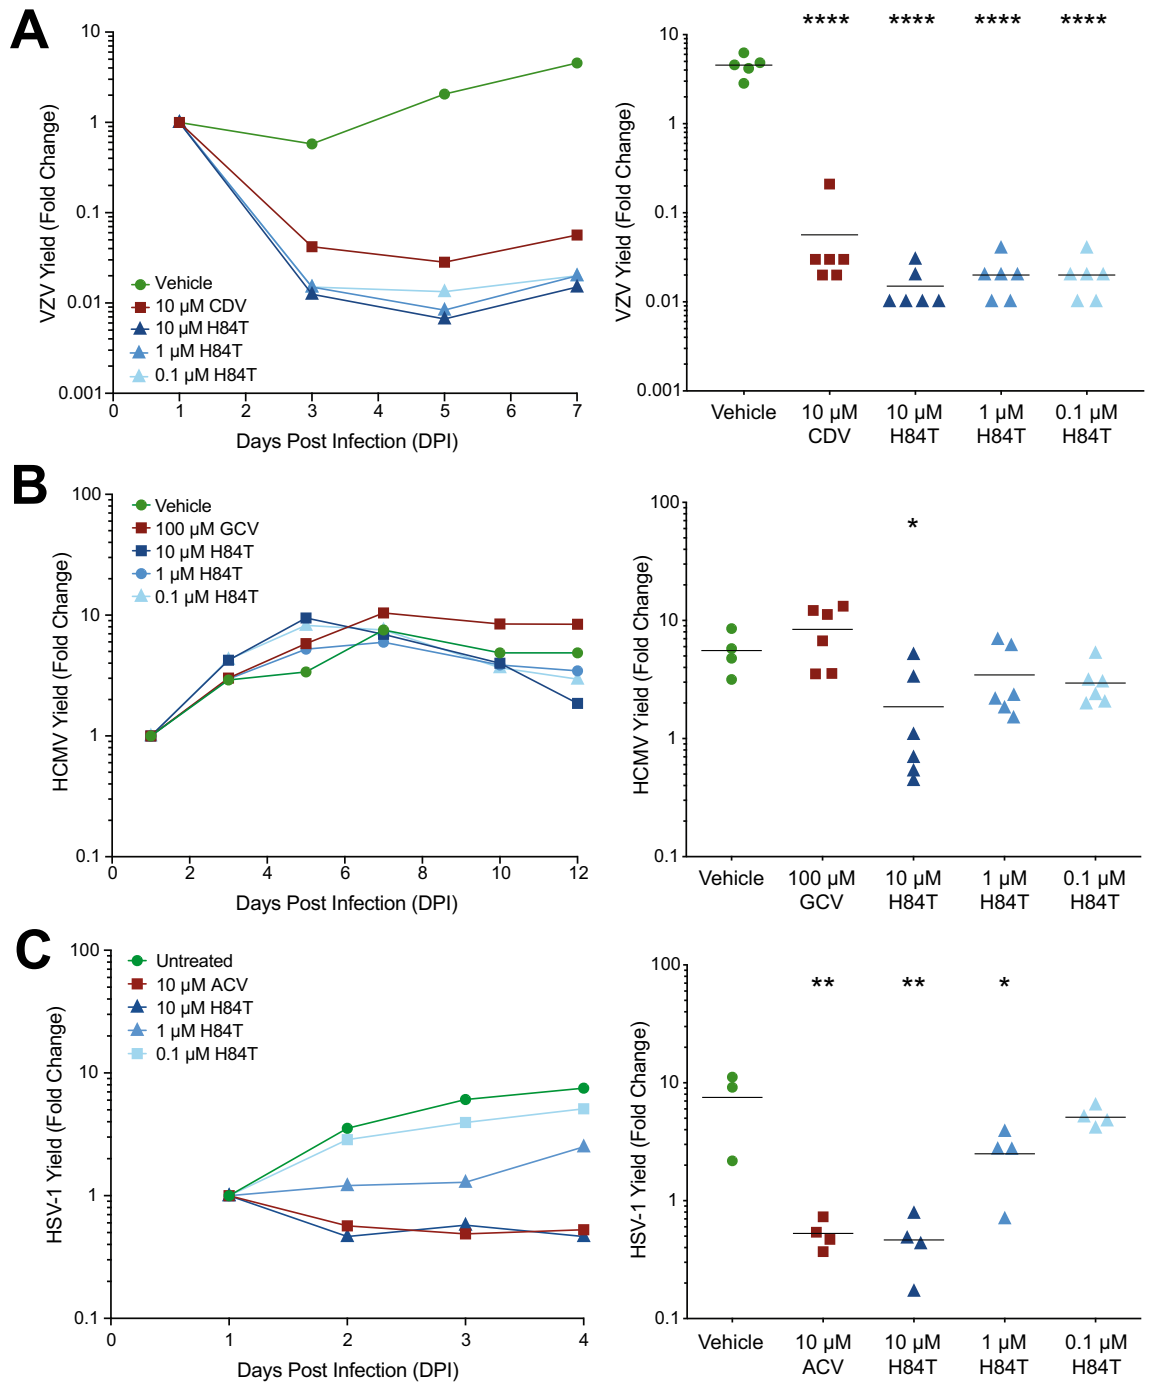 A
10
1
0.1
0.01
0.001
VZV Yield (Fold Change)
Vehicle
10 µM CDV
10 µM H84T
1 µM H84T
0.1 µM H84T
0 1 2 3 4 5 6 7
Days Post Infection (DPI)
**** **** **** ****
10
1
0.1
0.01
0.001
VZV Yield (Fold Change)
Vehicle 10 µM 10 µM 1 µM 0.1 µM
CDV H84T H84T H84T
B
100
10
1
0.1
HCMV Yield (Fold Change)
Vehicle
100 µM GCV
10 µM H84T
1 µM H84T
0.1 µM H84T
0 2 4 6 8 10 12
Days Post Infection (DPI)
*
100
10
1
0.1
HCMV Yield (Fold Change)
Vehicle 100 µM 10 µM 1 µM 0.1 µM
GCV H84T H84T H84T
C
100
10
1
0.1
HSV-1 Yield (Fold Change)
Untreated
10 µM ACV
10 µM H84T
1 µM H84T
0.1 µM H84T
0 1 2 3 4
Days Post Infection (DPI)
** ** *
100
10
1
0.1
HSV-1 Yield (Fold Change)
Vehicle 10 µM 10 µM 1 µM 0.1 µM
ACV H84T H84T H84T